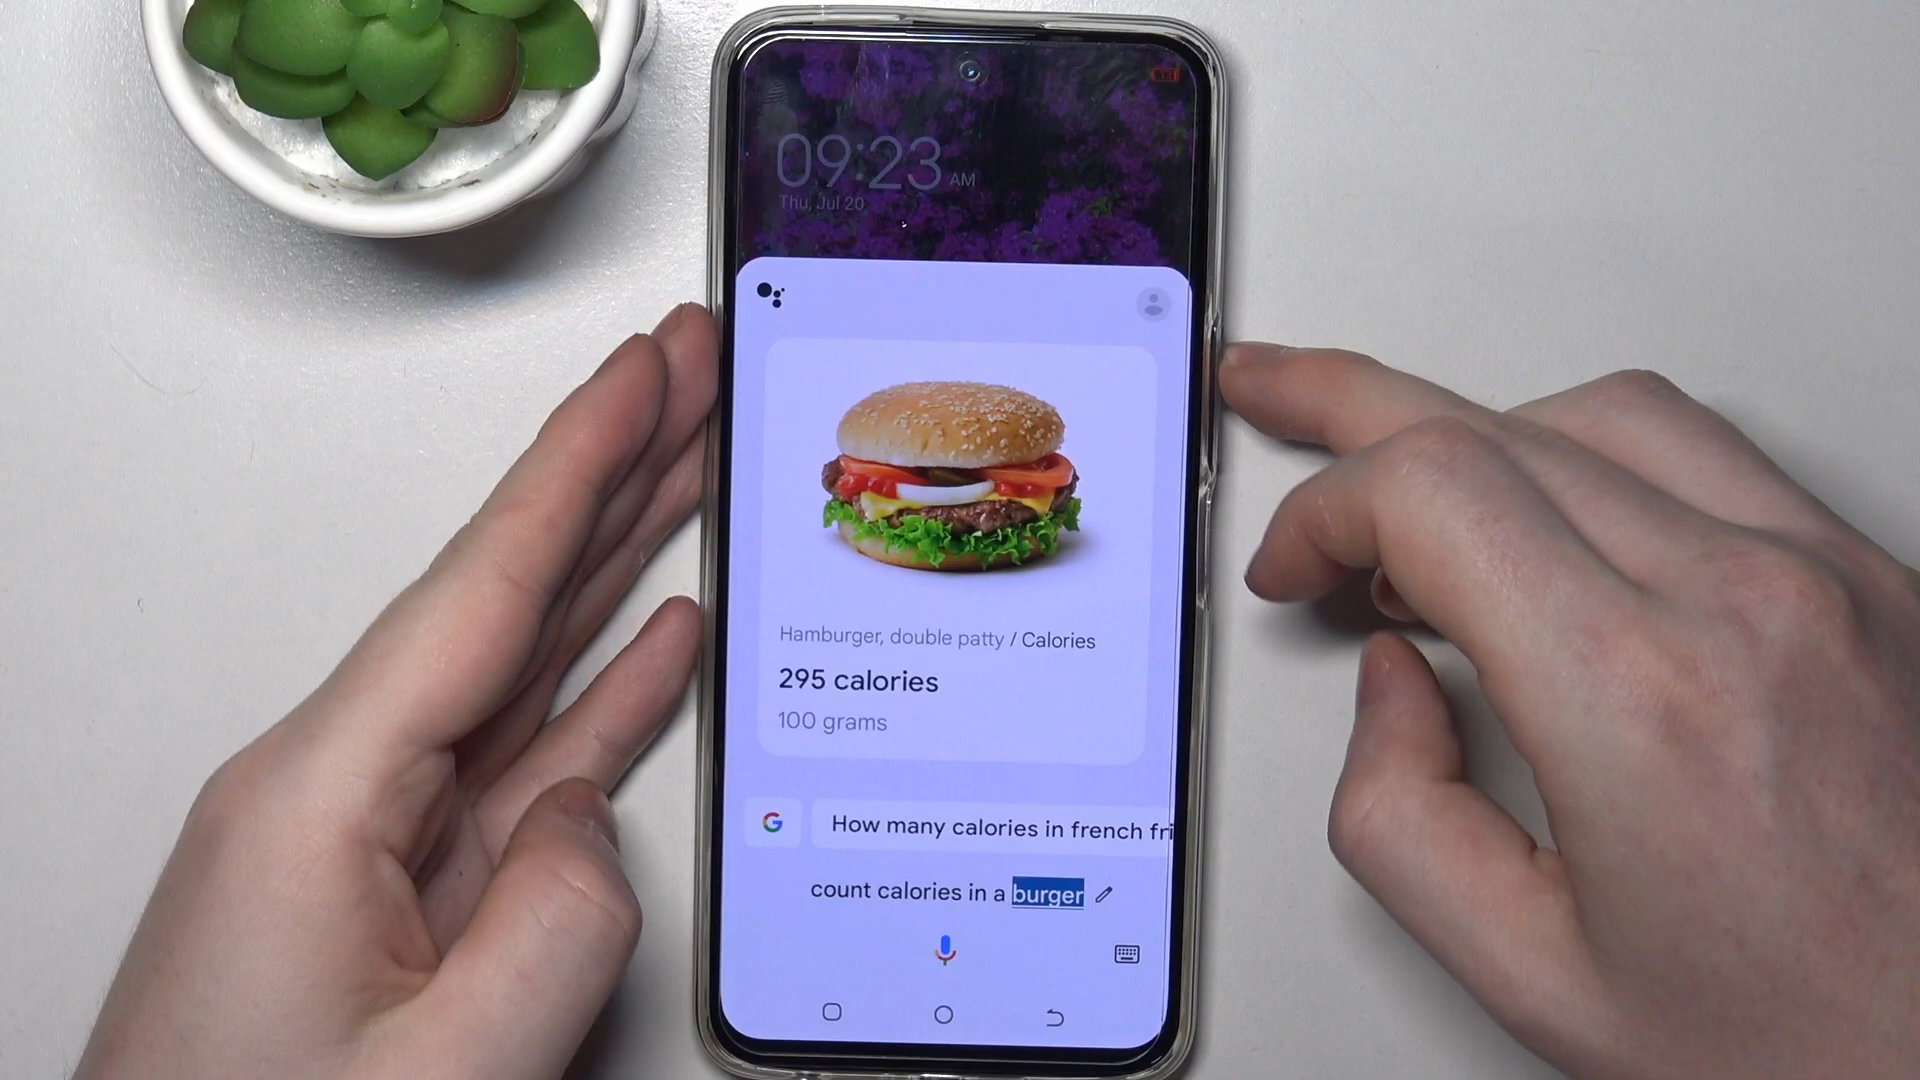 09:23 AM
Thu, Jul 20
Hamburger, double patty / Calories
295 calories
100 grams
G
How many calories in french fri
count calories in a burger